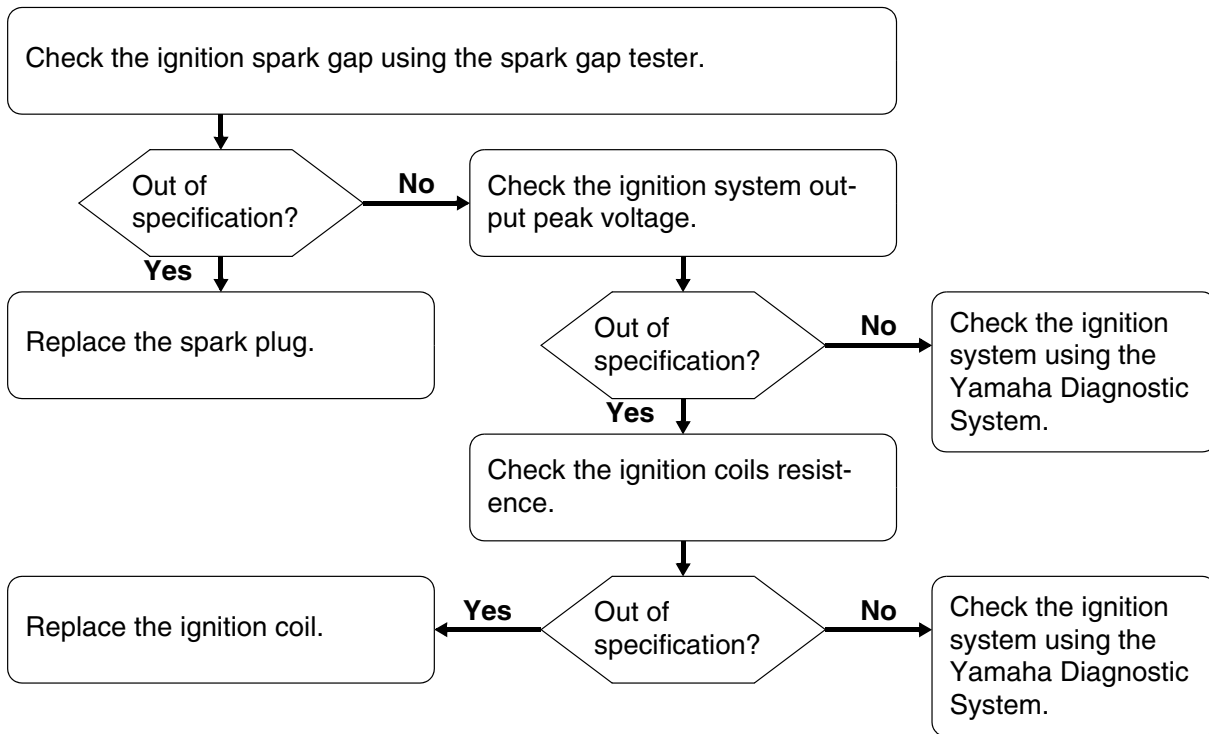 Check the ignition spark gap using the spark gap tester.
Out of
specification?
No
Check the ignition system out-
put peak voltage.
Yes
Replace the spark plug.
Out of
specification?
No
Check the ignition
system using the
Yamaha Diagnostic
System.
Yes
Check the ignition coils resist-
ence.
Replace the ignition coil.
Yes
Out of
specification?
No
Check the ignition
system using the
Yamaha Diagnostic
System.